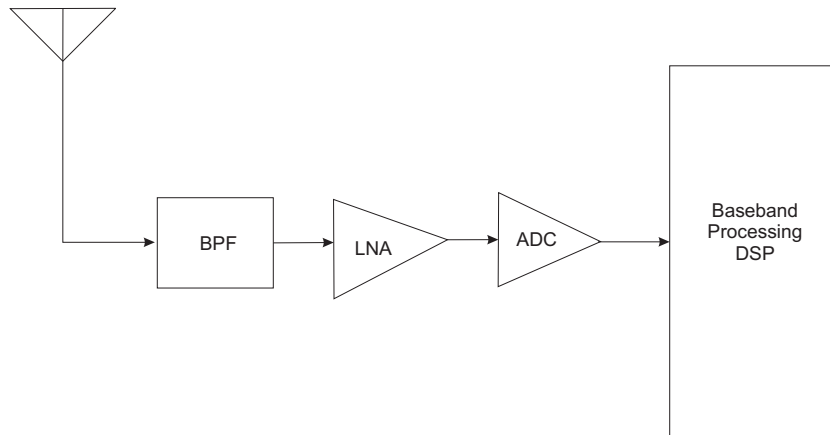 BPF
LNA
ADC
Baseband
Processing
DSP